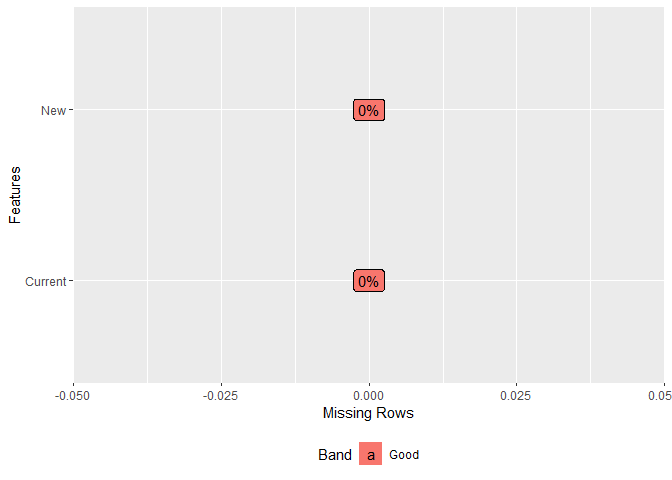 New
0%
Features
Current
0%
-0.050
-0.025
0.000
0.025
0.05
Missing Rows
Band a Good